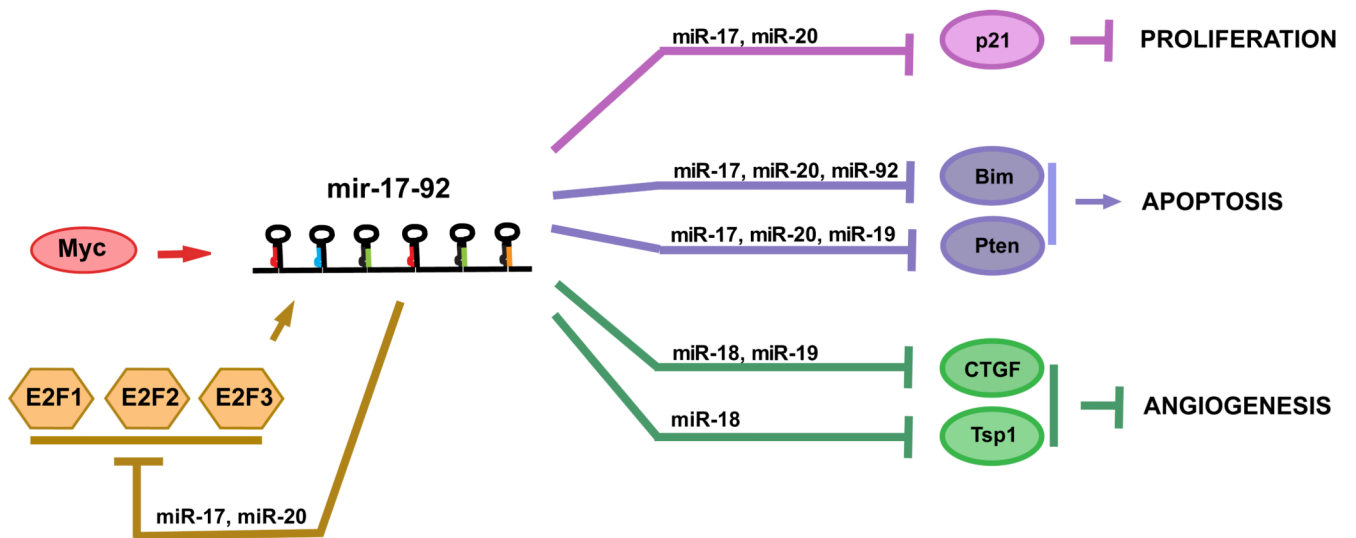 miR-17, miR-20
p21
PROLIFERATION
mir-17-92
miR-17, miR-20, miR-92
Bim
APOPTOSIS
miR-17, miR-20, miR-19
Pten
Myc
miR-18, miR-19
CTGF
E2F1 E2F2 E2F3
ANGIOGENESIS
miR-18
Tsp1
miR-17, miR-20